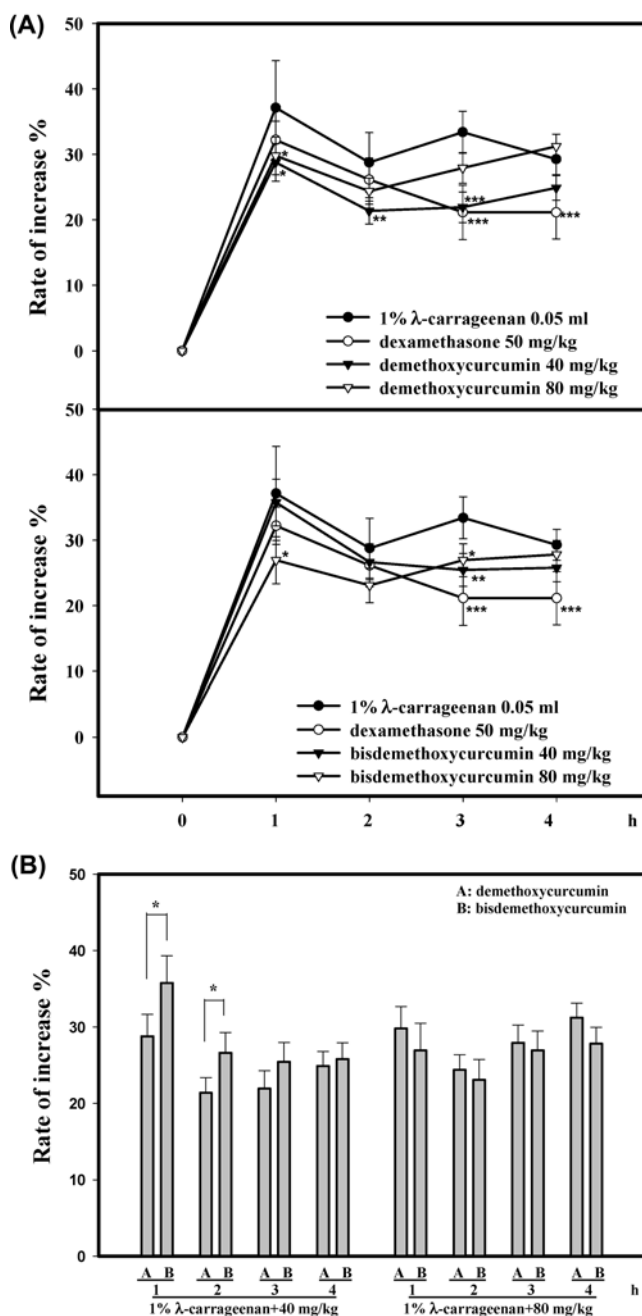 (A)
50
40
30
20
10
0
Rate of increase %
*
*
**
***
***
***
1% λ-carrageenan 0.05 ml
dexamethasone 50 mg/kg
demethoxycurcumin 40 mg/kg
demethoxycurcumin 80 mg/kg
50
40
30
20
10
0
Rate of increase %
*
*
**
***
***
1% λ-carrageenan 0.05 ml
dexamethasone 50 mg/kg
bisdemethoxycurcumin 40 mg/kg
bisdemethoxycurcumin 80 mg/kg
0 1 2 3 4 h
(B)
50
40
30
20
10
0
Rate of increase %
A: demethoxycurcumin
B: bisdemethoxycurcumin
*
*
A B A B A B A B A B A B A B A B
1 2 3 4 1 2 3 4 h
1% λ-carrageenan+40 mg/kg 1% λ-carrageenan+80 mg/kg